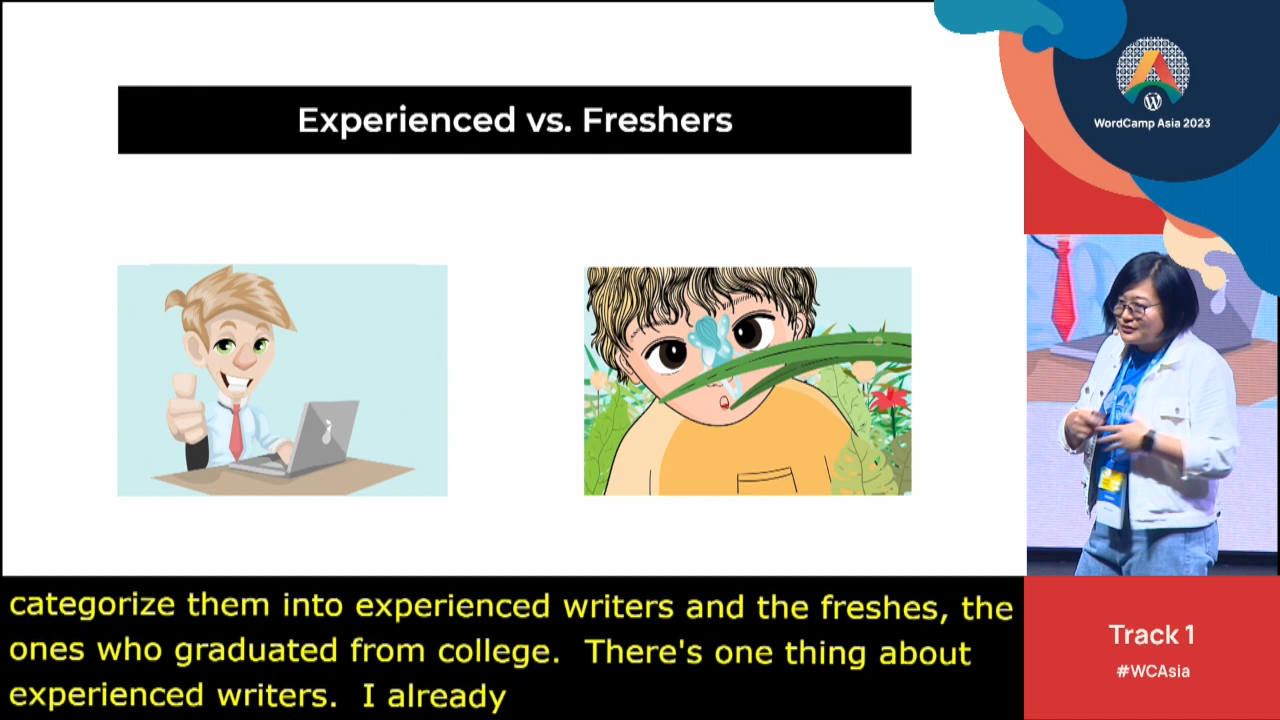 Experienced vs. Freshers
WordCamp Asia 2023
categorize them into experienced writers and the freshes, the
ones who graduated from college.  There's one thing about
experienced writers.  I already
Track 1
#WCAsia